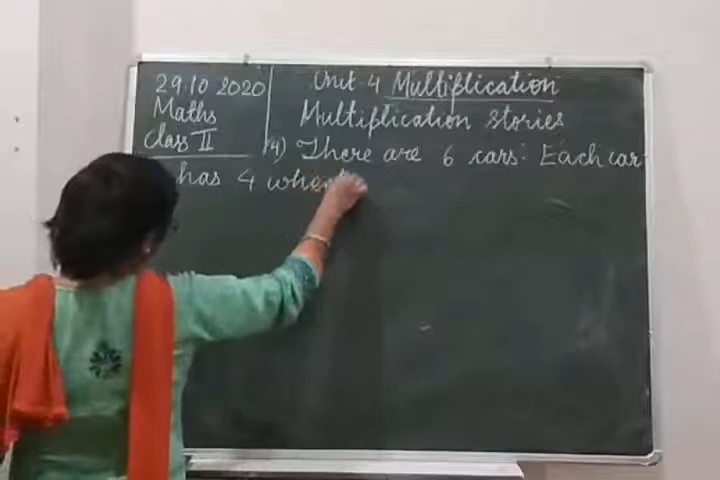 29.10 2020
Maths
Class II
Unit 4 Multiplication
Multiplication stories
4) There are 6 cars. Each car
has 4